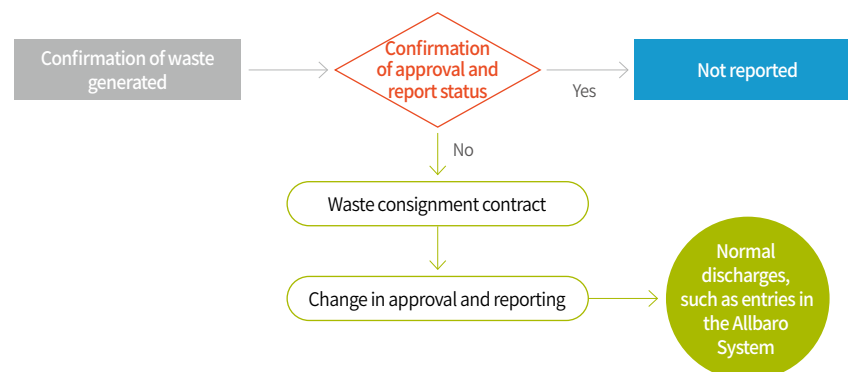 Confirmation of waste
generated
Confirmation
of approval and
report status
Yes
Not reported
No
Waste consignment contract
Change in approval and reporting
Normal
discharges,
such as entries in
the Allbaro
System